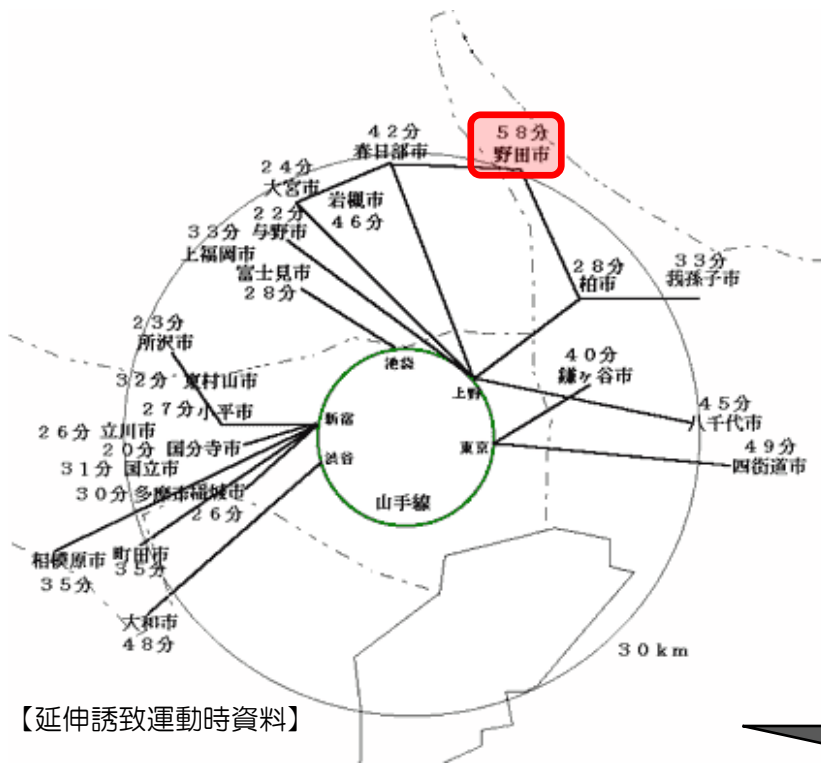 ５８分
野田市
４２分
春日部市
２４分
大宮市
岩槻市
４６分
２２分
与野市
３３分
上福岡市
富士見市
２８分
３３分
我孫子市
２８分
柏市
２３分
所沢市
池袋
４０分
鎌ヶ谷市
上野
３２分 東村山市
２７分 小平市
新宿
４５分
八千代市
２６分 立川市
２０分 国分寺市
東京
４９分
四街道市
渋谷
３１分 国立市
３０分 多摩市
稲城市
２６分
山手線
相模原市
３５分
町田市
３５分
大和市
４８分
３０ｋｍ
【延伸誘致運動時資料】